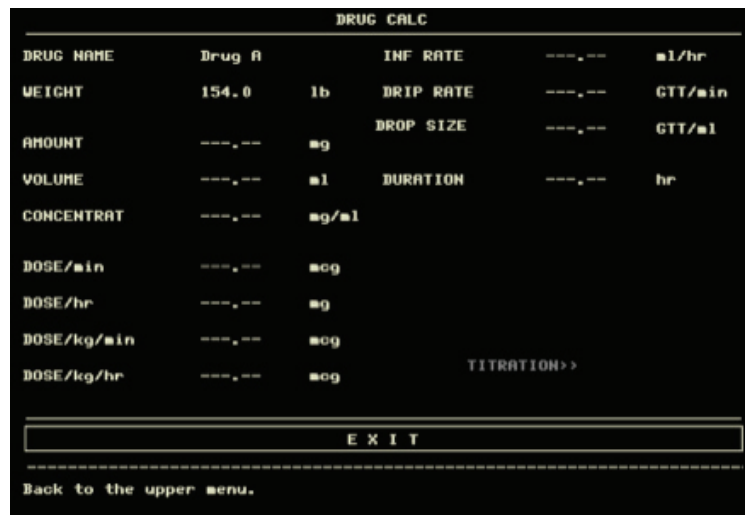 DRUG CALC
DRUG NAME Drug A INF RATE ---.-- ml/hr
WEIGHT 154.0 lb DRIP RATE ---.-- GTT/min
DROP SIZE ---.-- GTT/ml
AMOUNT ---.-- mg
VOLUME ---.-- ml DURATION ---.-- hr
CONCENTRAT ---.-- mg/ml
DOSE/min ---.-- mcg
DOSE/hr ---.-- mg
DOSE/kg/min ---.-- mcg
DOSE/kg/hr ---.-- mcg
TITRATION>>
E X I T
Back to the upper menu.